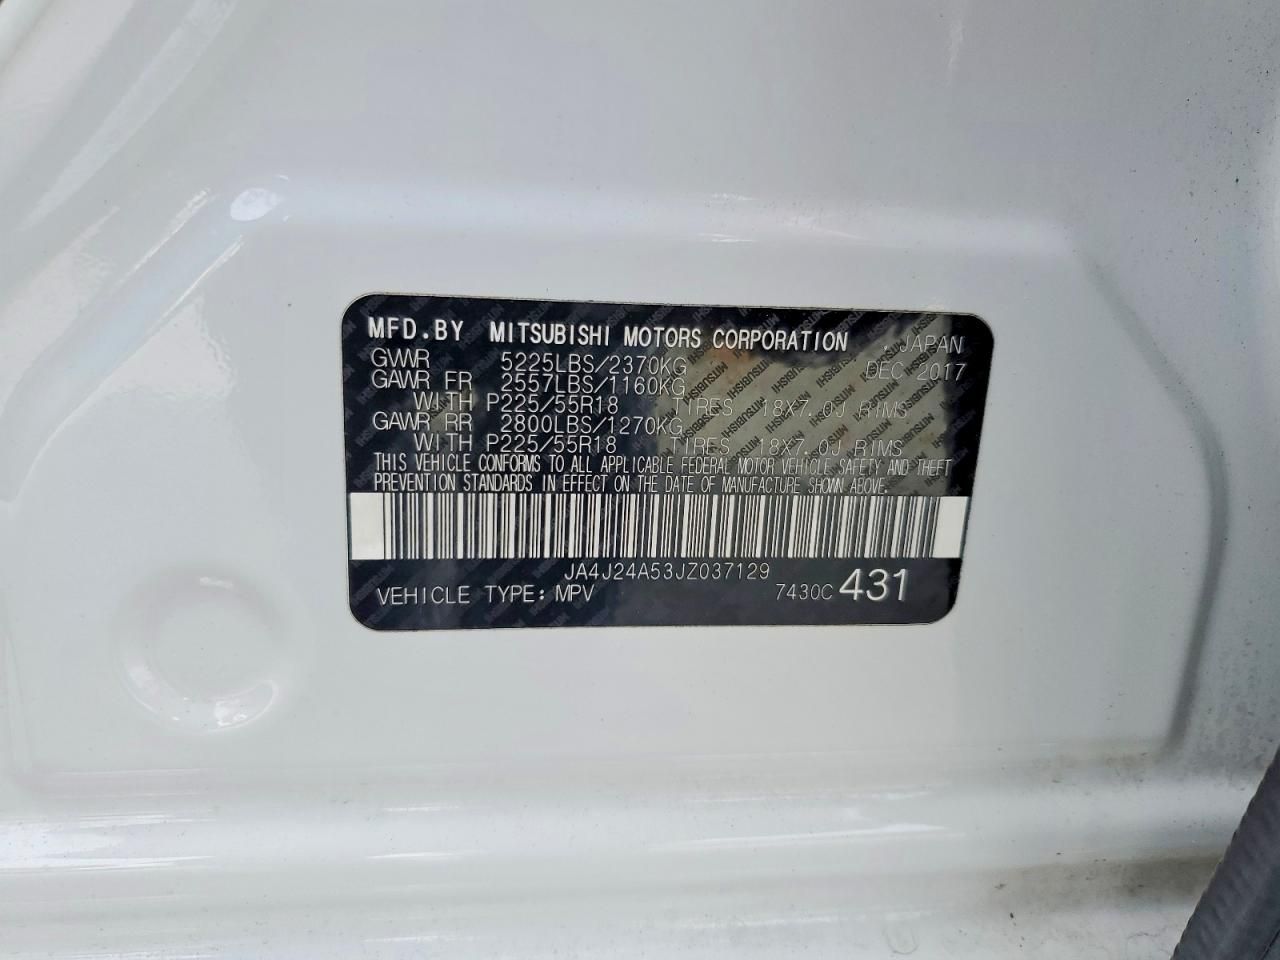 MFD.BY MITSUBISHI MOTORS CORPORATION , JAPAN
GVWR 5225LBS/2370KG DEC 2017
GAWR FR 2557LBS/1160KG
WITH P225/55R18 TYRES 18X7.0J RIMS
GAWR RR 2800LBS/1270KG
WITH P225/55R18 TIRES 18X7.0J RIMS
THIS VEHICLE CONFORMS TO ALL APPLICABLE FEDERAL MOTOR VEHICLE SAFETY AND THEFT
PREVENTION STANDARDS IN EFFECT ON THE DATE OF MANUFACTURE SHOWN ABOVE.
JA4J24A53JZ037129
VEHICLE TYPE: MPV 7430C 431